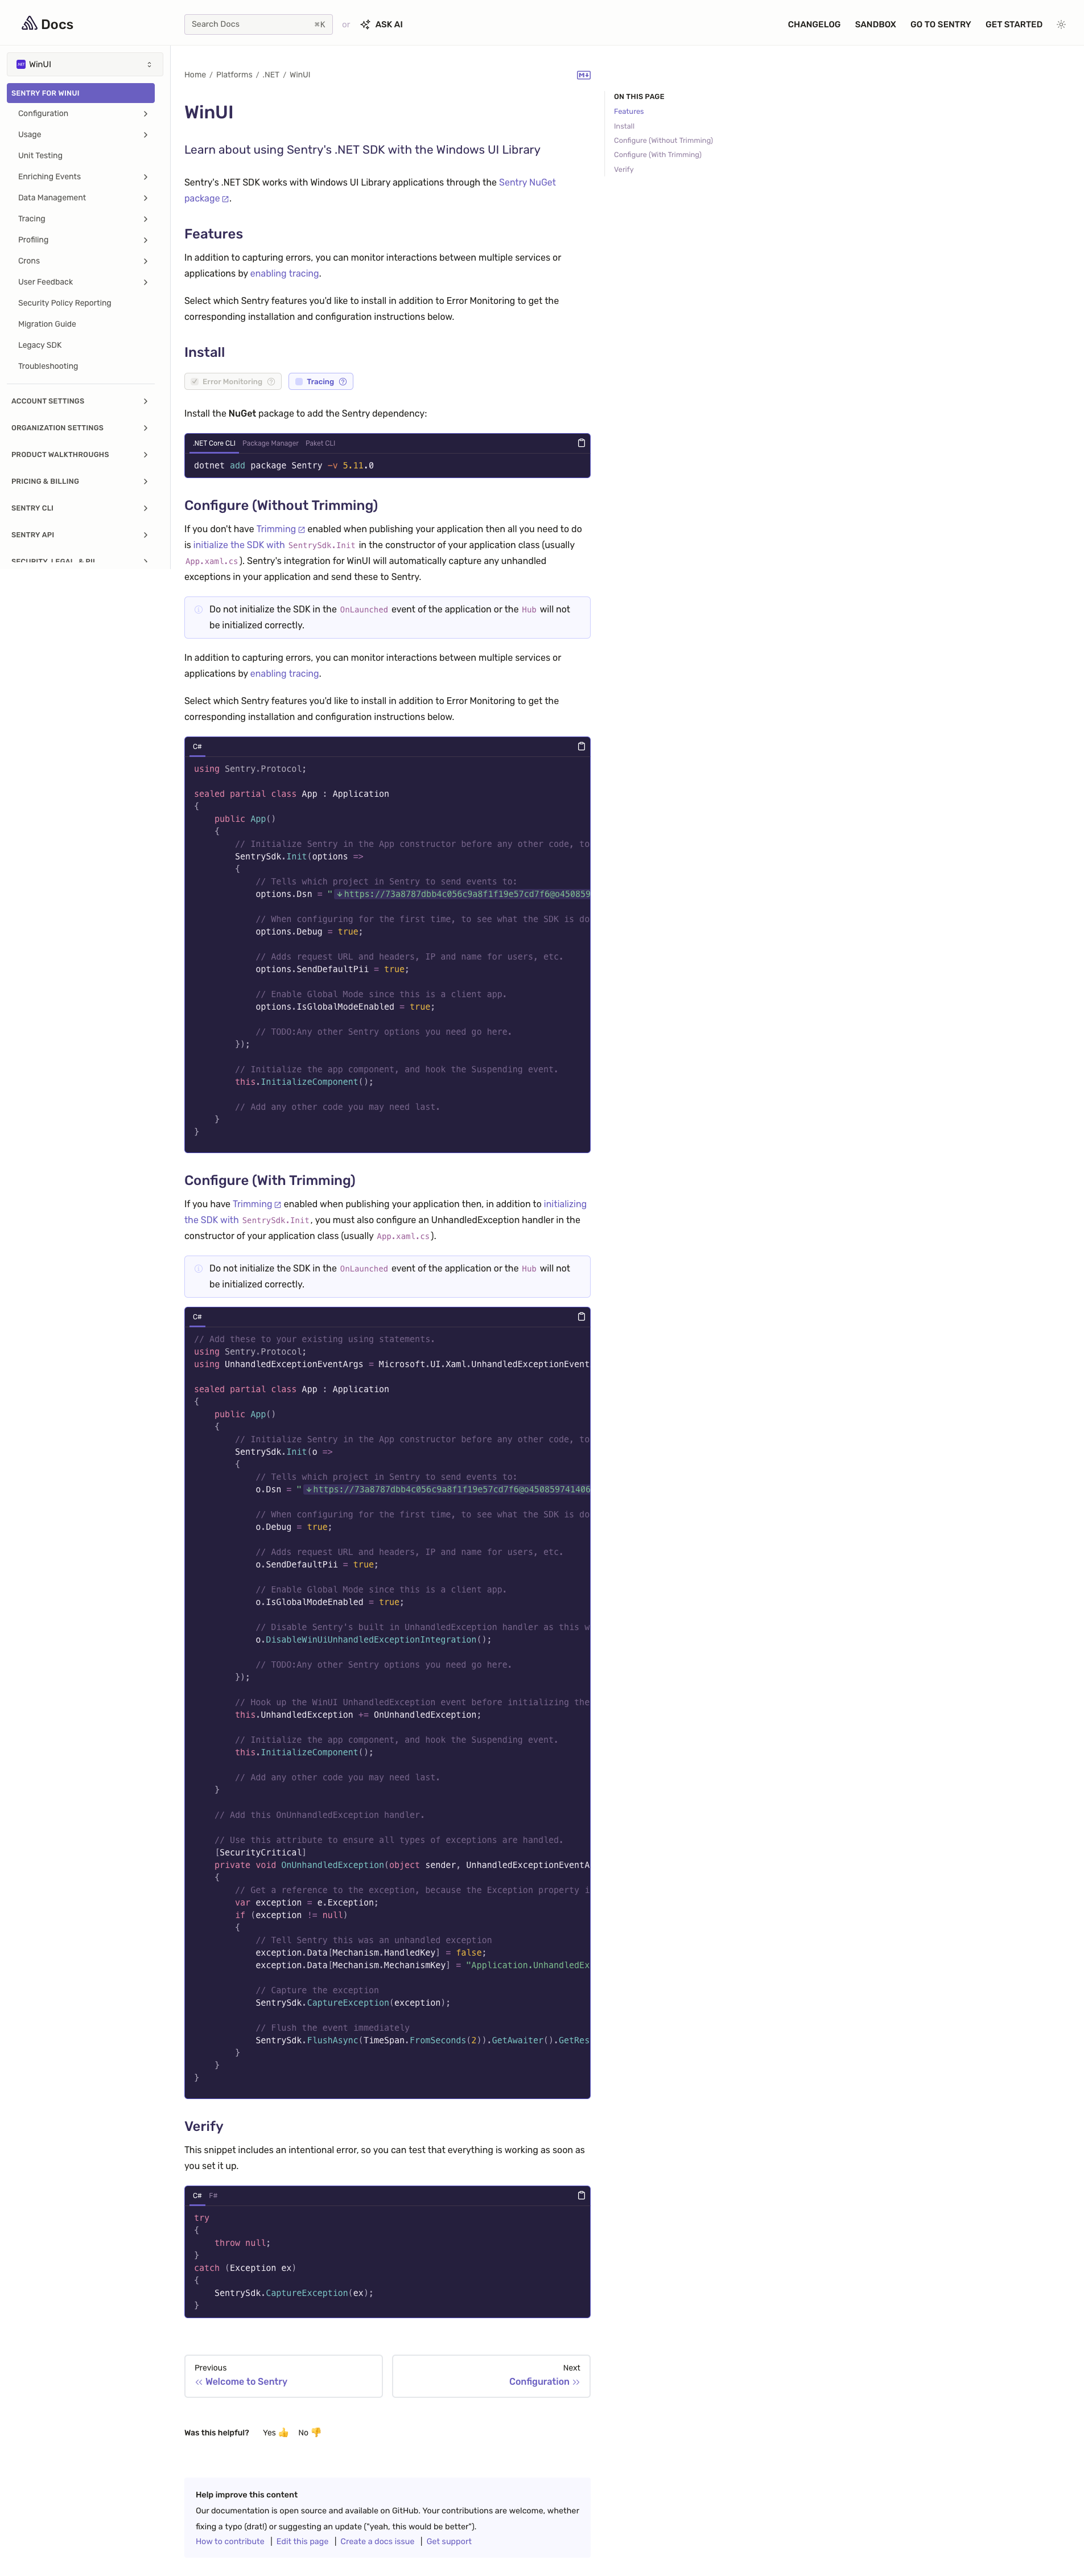 Docs
Search Docs ⌘K or ASK AI CHANGELOG SANDBOX GO TO SENTRY GET STARTED
WinUI
SENTRY FOR WINUI
Configuration
Usage
Unit Testing
Enriching Events
Data Management
Tracing
Profiling
Crons
User Feedback
Security Policy Reporting
Migration Guide
Legacy SDK
Troubleshooting
ACCOUNT SETTINGS
ORGANIZATION SETTINGS
PRODUCT WALKTHROUGHS
PRICING & BILLING
SENTRY CLI
SENTRY API
SECURITY, LEGAL, & PII
Home / Platforms / .NET / WinUI
WinUI
Learn about using Sentry's .NET SDK with the Windows UI Library
Sentry's .NET SDK works with Windows UI Library applications through the Sentry NuGet
package.
Features
In addition to capturing errors, you can monitor interactions between multiple services or
applications by enabling tracing.
Select which Sentry features you'd like to install in addition to Error Monitoring to get the
corresponding installation and configuration instructions below.
Install
Error Monitoring Tracing
Install the NuGet package to add the Sentry dependency:
.NET Core CLI Package Manager Paket CLI
dotnet add package Sentry -v 5.11.0
Configure (Without Trimming)
If you don't have Trimming enabled when publishing your application then all you need to do
is initialize the SDK with SentrySdk.Init in the constructor of your application class (usually
App.xaml.cs). Sentry's integration for WinUI will automatically capture any unhandled
exceptions in your application and send these to Sentry.
Do not initialize the SDK in the OnLaunched event of the application or the Hub will not
be initialized correctly.
In addition to capturing errors, you can monitor interactions between multiple services or
applications by enabling tracing.
Select which Sentry features you'd like to install in addition to Error Monitoring to get the
corresponding installation and configuration instructions below.
C#
using Sentry.Protocol;
sealed partial class App : Application
{
public App()
{
// Initialize Sentry in the App constructor before any other code, to
SentrySdk.Init(options =>
{
// Tells which project in Sentry to send events to:
options.Dsn = "https://73a8787dbb4c056c9a8f1f19e57cd7f6@o450859
// When configuring for the first time, to see what the SDK is do
options.Debug = true;
// Adds request URL and headers, IP and name for users, etc.
options.SendDefaultPii = true;
// Enable Global Mode since this is a client app.
options.IsGlobalModeEnabled = true;
// TODO:Any other Sentry options you need go here.
});
// Initialize the app component, and hook the Suspending event.
this.InitializeComponent();
// Add any other code you may need last.
}
}
Configure (With Trimming)
If you have Trimming enabled when publishing your application then, in addition to initializing
the SDK with SentrySdk.Init, you must also configure an UnhandledException handler in the
constructor of your application class (usually App.xaml.cs).
Do not initialize the SDK in the OnLaunched event of the application or the Hub will not
be initialized correctly.
C#
// Add these to your existing using statements.
using Sentry.Protocol;
using UnhandledExceptionEventArgs = Microsoft.UI.Xaml.UnhandledExceptionEvent
sealed partial class App : Application
{
public App()
{
// Initialize Sentry in the App constructor before any other code, to
SentrySdk.Init(o =>
{
// Tells which project in Sentry to send events to:
o.Dsn = "https://73a8787dbb4c056c9a8f1f19e57cd7f6@o450859741406
// When configuring for the first time, to see what the SDK is do
o.Debug = true;
// Adds request URL and headers, IP and name for users, etc.
o.SendDefaultPii = true;
// Enable Global Mode since this is a client app.
o.IsGlobalModeEnabled = true;
// Disable Sentry's built in UnhandledException handler as this w
o.DisableWinUiUnhandledExceptionIntegration();
// TODO:Any other Sentry options you need go here.
});
// Hook up the WinUI UnhandledException event before initializing the
this.UnhandledException += OnUnhandledException;
// Initialize the app component, and hook the Suspending event.
this.InitializeComponent();
// Add any other code you may need last.
}
// Add this OnUnhandledException handler.
// Use this attribute to ensure all types of exceptions are handled.
[SecurityCritical]
private void OnUnhandledException(object sender, UnhandledExceptionEventA
{
// Get a reference to the exception, because the Exception property i
var exception = e.Exception;
if (exception != null)
{
// Tell Sentry this was an unhandled exception
exception.Data[Mechanism.HandledKey] = false;
exception.Data[Mechanism.MechanismKey] = "Application.UnhandledEx
// Capture the exception
SentrySdk.CaptureException(exception);
// Flush the event immediately
SentrySdk.FlushAsync(TimeSpan.FromSeconds(2)).GetAwaiter().GetRes
}
}
}
Verify
This snippet includes an intentional error, so you can test that everything is working as soon as
you set it up.
C# F#
try
{
throw null;
}
catch (Exception ex)
{
SentrySdk.CaptureException(ex);
}
Previous
Welcome to Sentry
Next
Configuration
Was this helpful? Yes 👍 No 👎
Help improve this content
Our documentation is open source and available on GitHub. Your contributions are welcome, whether
fixing a typo (drat!) or suggesting an update ("yeah, this would be better").
How to contribute | Edit this page | Create a docs issue | Get support
ON THIS PAGE
Features
Install
Configure (Without Trimming)
Configure (With Trimming)
Verify